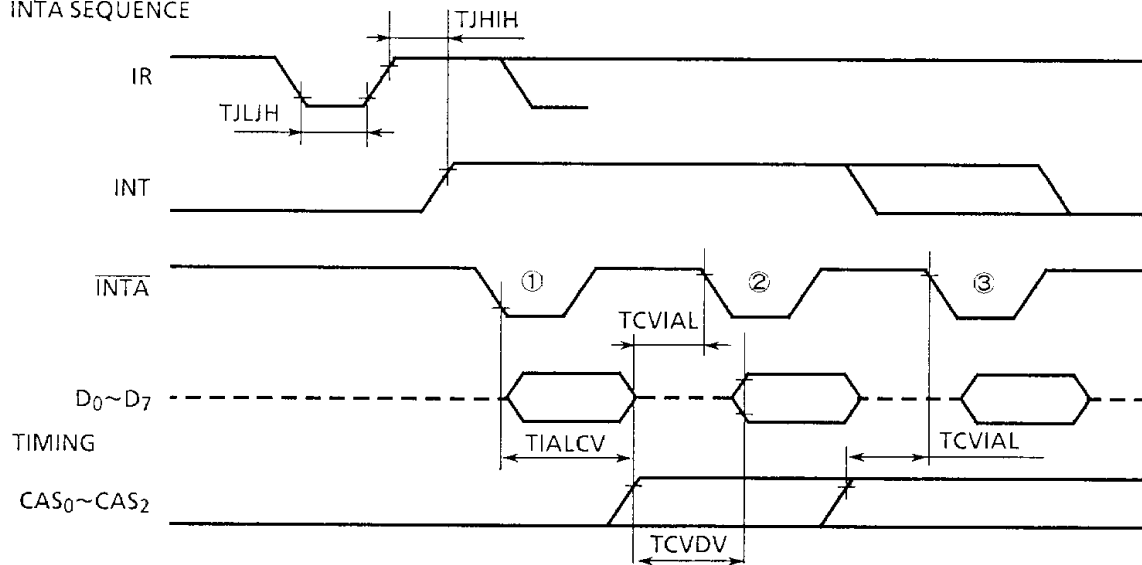 INTA SEQUENCE
TJHIH
IR
TJLJH
INT
INTA
①
②
③
TCVIAL
D₀~D₇
TIMING
TIALCV
TCVIAL
CAS₀~CAS₂
TCVDV